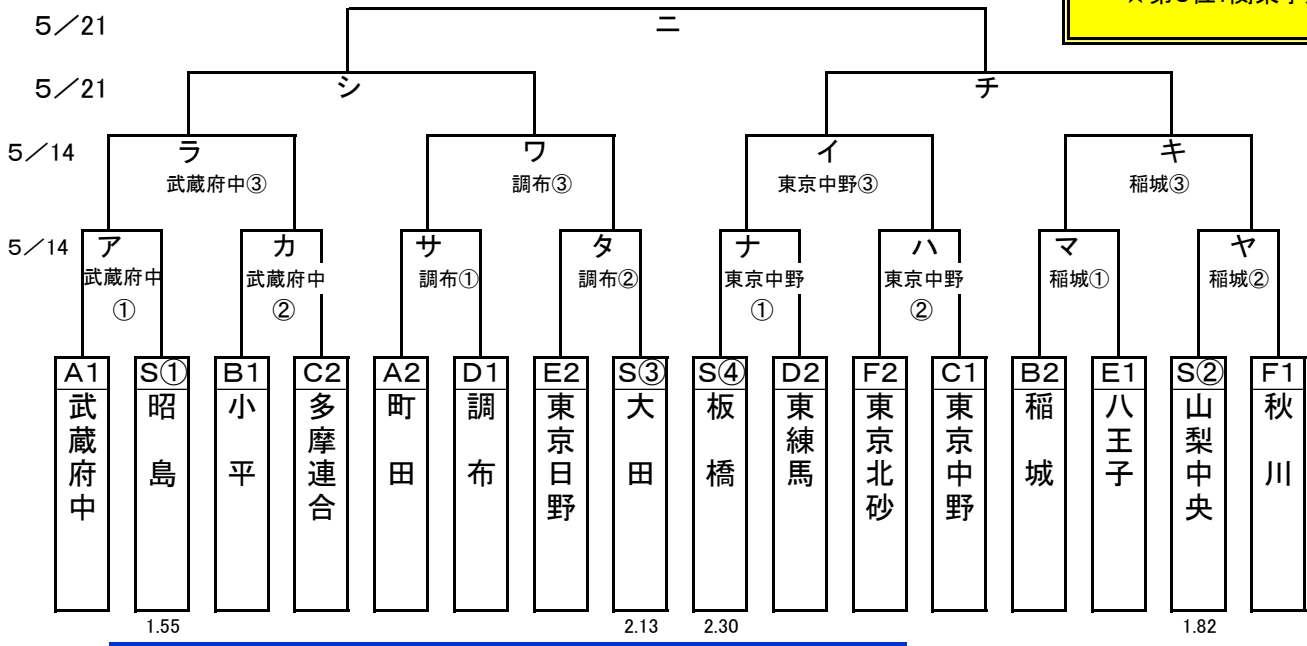 5／21
ニ
5／21
シ
チ
5／14
ラ
ワ
イ
キ
武蔵府中③
調布③
東京中野③
稲城③
5／14
ア
カ
サ
タ
ナ
ハ
マ
ヤ
武蔵府中
①
武蔵府中
②
調布①
調布②
東京中野
①
東京中野
②
稲城①
稲城②
A1
S①
B1
C2
A2
D1
E2
S③
S④
D2
F2
C1
B2
E1
S②
F1
武蔵府中
昭島
小平
多摩連合
町田
調布
東京日野
大田
板橋
東練馬
東京北砂
東京中野
稲城
八王子
山梨中央
秋川
1.55
2.13
2.30
1.82